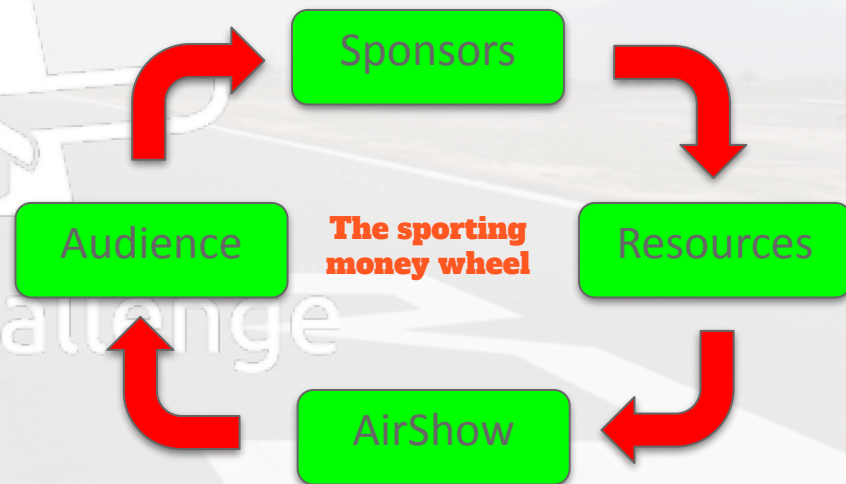 Sponsors
Audience
The sporting
money wheel
Resources
allenge
AirShow